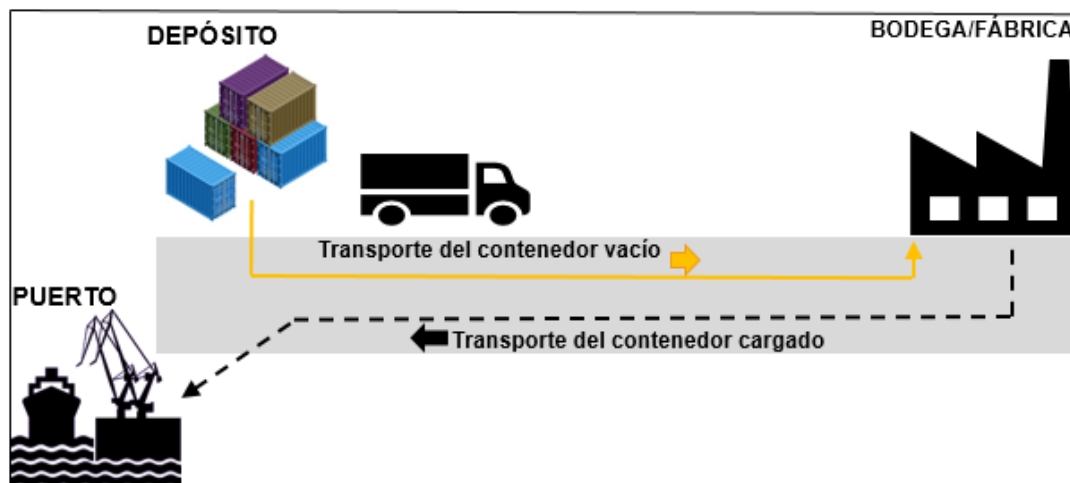 DEPÓSITO
BODEGA/FÁBRICA
Transporte del contenedor vacío
PUERTO
Transporte del contenedor cargado